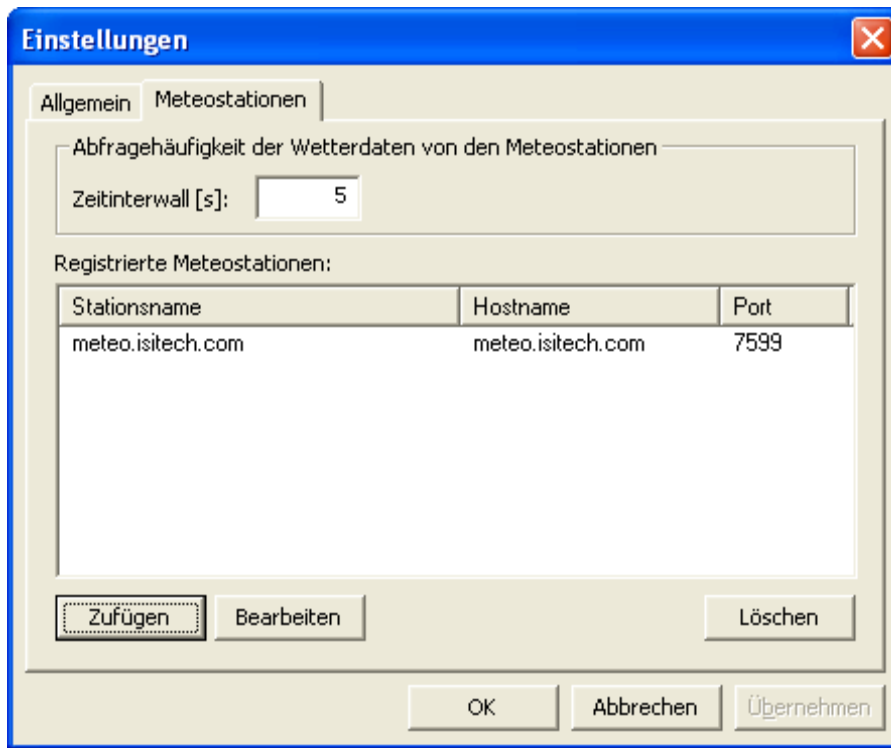 Einstellungen
Allgemein Meteostationen
Abfragehäufigkeit der Wetterdaten von den Meteostationen
Zeitinterwall [s]: 5
Registrierte Meteostationen:
Stationsname Hostname Port
meteo.isitech.com meteo.isitech.com 7599
Zufügen Bearbeiten Löschen
OK Abbrechen Übernehmen